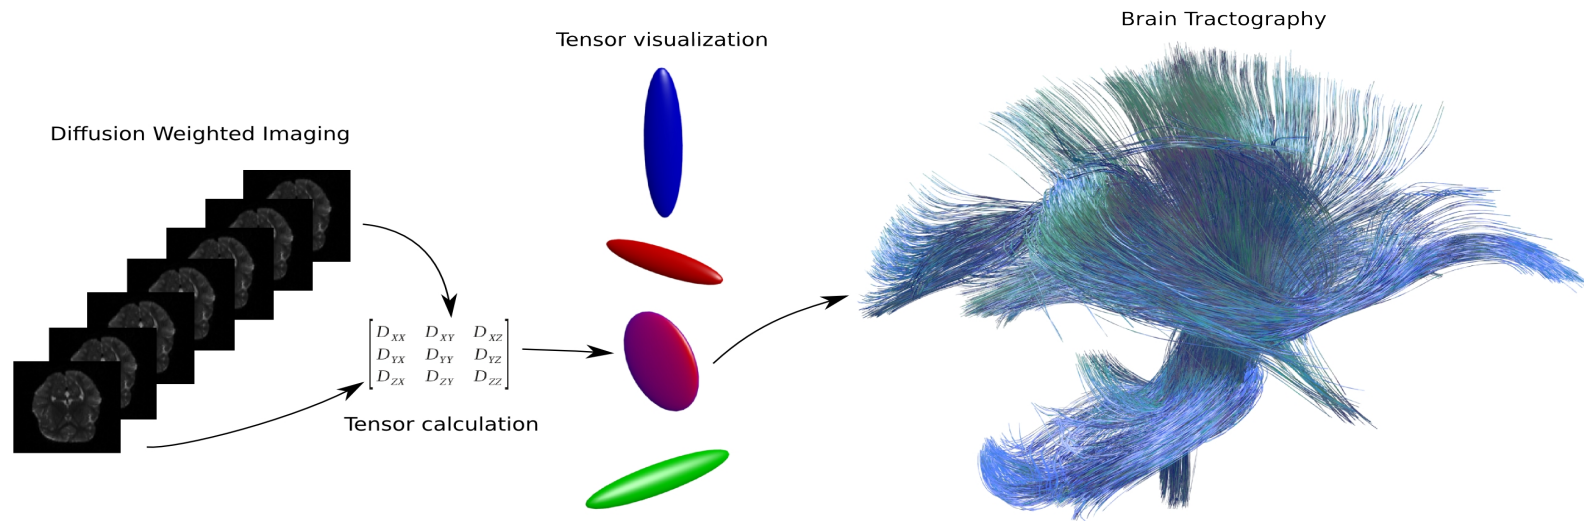 Brain Tractography
Tensor visualization
Diffusion Weighted Imaging
D_XX D_XY D_XZ
D_YX D_YY D_YZ
D_ZX D_ZY D_ZZ
Tensor calculation